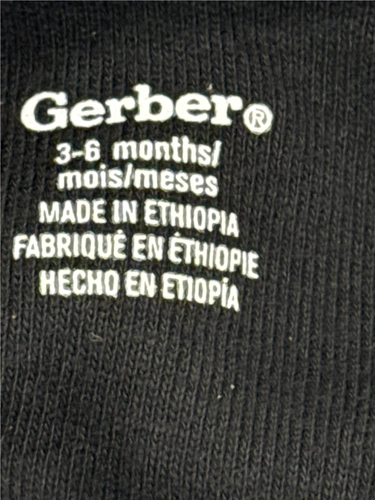 Gerber®
3-6 months/
mois/meses
MADE IN ETHIOPIA
FABRIQUÉ EN ÉTHIOPIE
HECHO EN ETIOPÍA